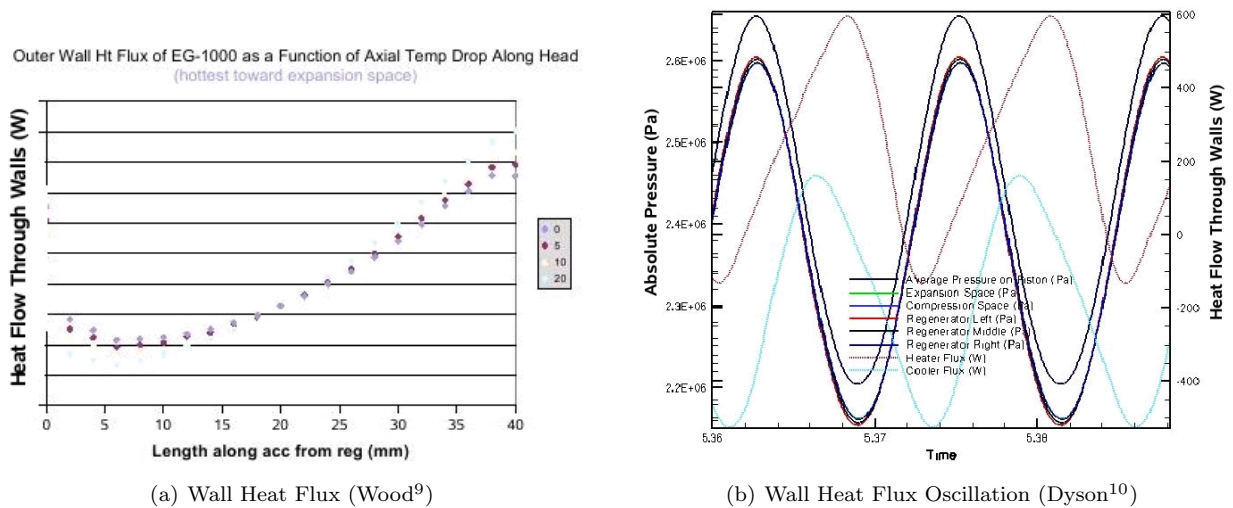 Outer Wall Ht Flux of EG-1000 as a Function of Axial Temp Drop Along Head
(hottest toward expansion space)
Heat Flow Through Walls (W)
0
5
10
20
0 5 10 15 20 25 30 35 40
Length along acc from reg (mm)
(a) Wall Heat Flux (Wood9)
Absolute Pressure (Pa)
2.6E+06
2.5E+06
2.4E+06
2.3E+06
2.2E+06
Average Pressure on Piston (Pa)
Expansion Space (Pa)
Compression Space (Pa)
Regenerator Left (Pa)
Regenerator Middle (Pa)
Regenerator Right (Pa)
Heater Flux (W)
Cooler Flux (W)
5.36 5.37 5.38
Time
600
400
200
0
-200
-400
Heat Flow Through Walls (W)
(b) Wall Heat Flux Oscillation (Dyson10)